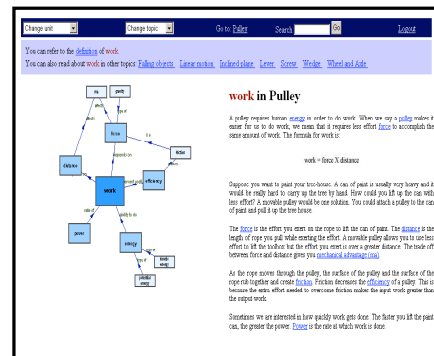 Change unit Change topic Go to: Pulley Search Go Logout
You can refer to the definition of work.
You can also read about work in other topics: Falling objects Linear motion Inclined plane Lever Screw Wedge Wheel and Axle
work in Pulley
A pulley requires human energy in order to do work. When we say a pulley makes it
easier for us to do work, we mean that it requires less effort force to accomplish the
same amount of work. The formula for work is:
work = force X distance
Suppose you want to paint your tree-house. A can of paint is usually very heavy and it
would be really hard to carry up the tree by hand. How could you lift up the can with
less effort? A movable pulley would be one solution. You could attach a pulley to the can
of paint and pull it up the tree house.
The force is the effort you exert on the rope to lift the can of paint. The distance is the
length of rope you pull while exerting the effort. A movable pulley allows you to use less
effort to lift the toolbox but the effort you exert is over a greater distance. The trade off
between force and distance gives you mechanical advantage (ma).
As the rope moves through the pulley, the surface of the pulley and the surface of the
rope rub together and create friction. Friction decreases the efficiency of a pulley. This is
because the extra effort needed to overcome friction makes the input work greater than
the output work.
Sometimes we are interested in how quickly work gets done. The faster you lift the paint
can, the greater the power. Power is the rate at which work is done.
gravity
force
friction
distance
efficiency
work
power
energy
kinetic energy
potential energy